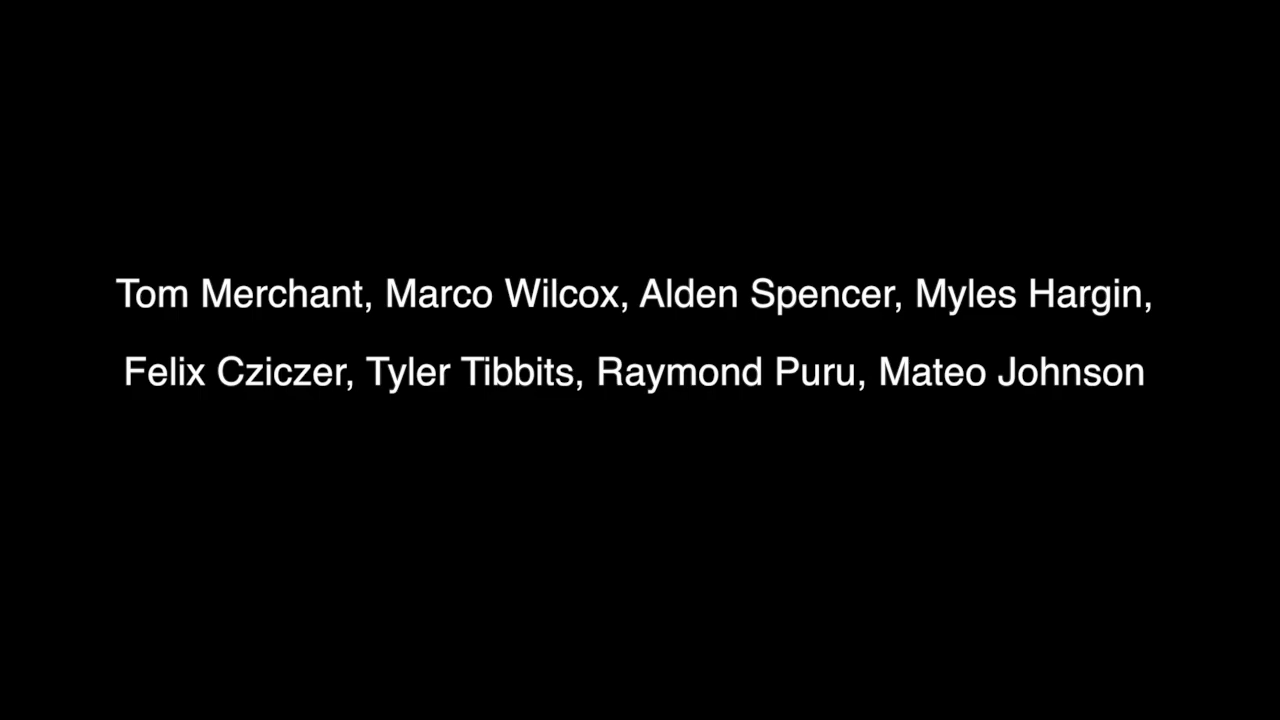 Tom Merchant, Marco Wilcox, Alden Spencer, Myles Hargin,
Felix Cziczer, Tyler Tibbits, Raymond Puru, Mateo Johnson